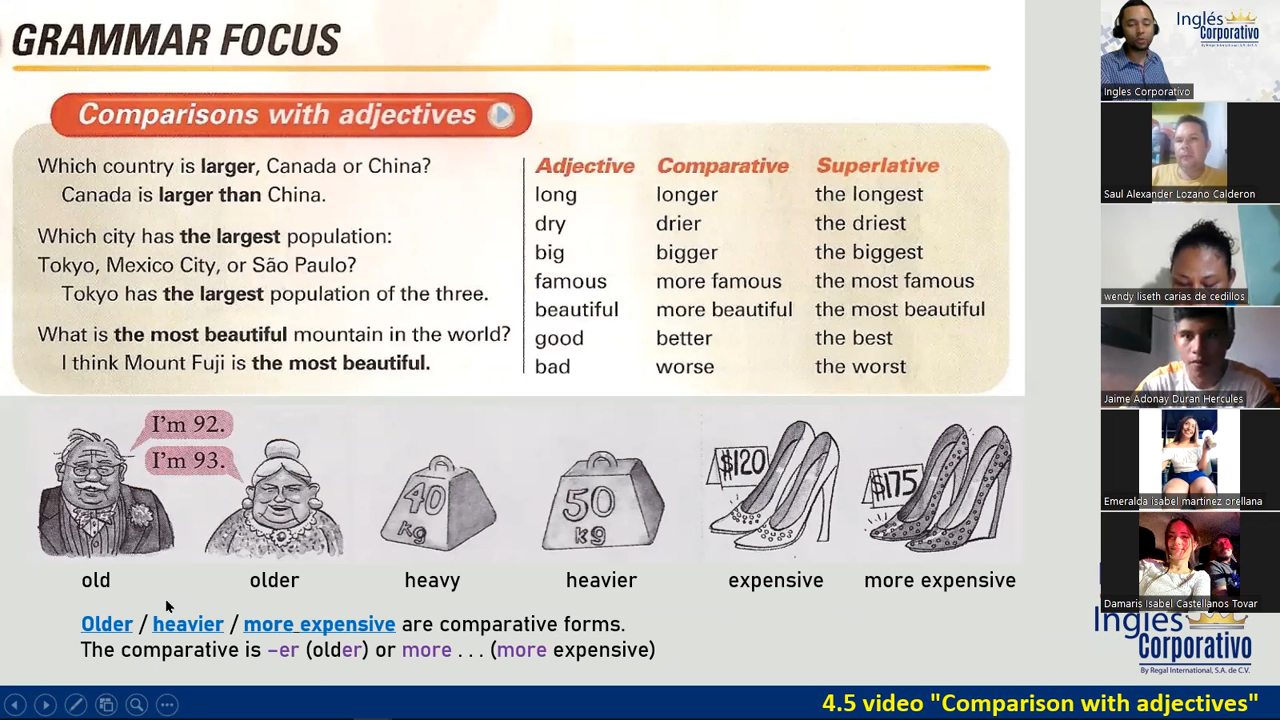 GRAMMAR FOCUS
Comparisons with adjectives
Which country is larger, Canada or China?
Canada is larger than China.
Which city has the largest population:
Tokyo, Mexico City, or São Paulo?
Tokyo has the largest population of the three.
What is the most beautiful mountain in the world?
I think Mount Fuji is the most beautiful.
Adjective Comparative Superlative
long longer the longest
dry drier the driest
big bigger the biggest
famous more famous the most famous
beautiful more beautiful the most beautiful
good better the best
bad worse the worst
I'm 92.
I'm 93.
40 kg
50 kg
$120
$175
old older heavy heavier expensive more expensive
Older / heavier / more expensive are comparative forms.
The comparative is –er (older) or more . . . (more expensive)
4.5 video "Comparison with adjectives"
Inglés
Corporativo
By Regal International, S.A. de C.V.
Ingles Corporativo
Saul Alexander Lozano Calderon
wendy liseth carias de cedillos
Jaime Adonay Duran Hercules
Emeralda isabel martinez orellana
Damaris Isabel Castellanos Tovar
Inglés
Corporativo
By Regal International, S.A. de C.V.